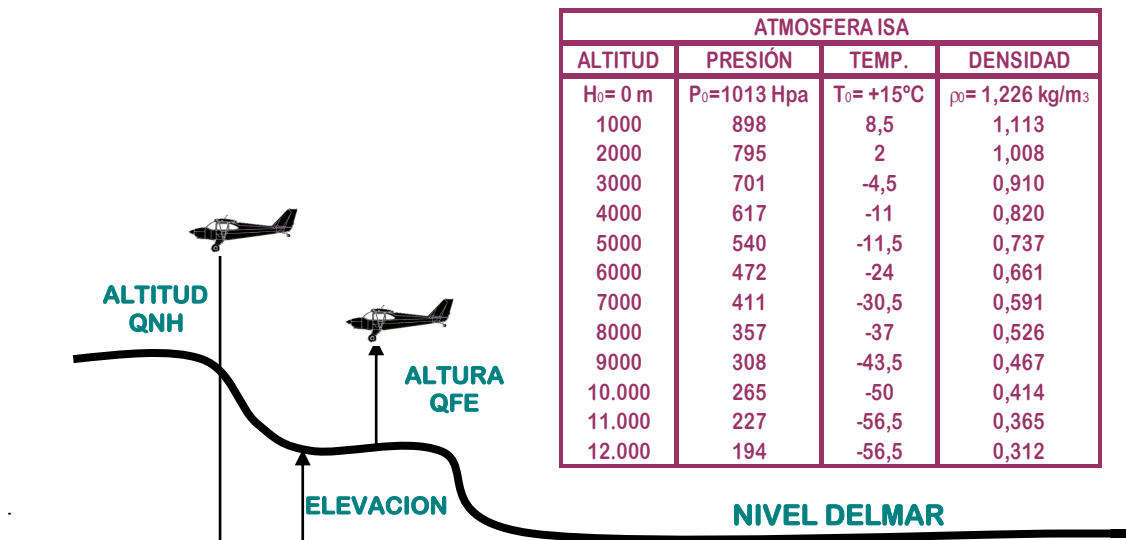 ATMOSFERA ISA
ALTITUD PRESIÓN TEMP. DENSIDAD
H0= 0 m P0=1013 Hpa T0= +15ºC ρ0= 1,226 kg/m3
1000 898 8,5 1,113
2000 795 2 1,008
3000 701 -4,5 0,910
4000 617 -11 0,820
5000 540 -11,5 0,737
6000 472 -24 0,661
7000 411 -30,5 0,591
8000 357 -37 0,526
9000 308 -43,5 0,467
10.000 265 -50 0,414
11.000 227 -56,5 0,365
12.000 194 -56,5 0,312
ALTITUD
QNH
ALTURA
QFE
ELEVACION
NIVEL DELMAR
.